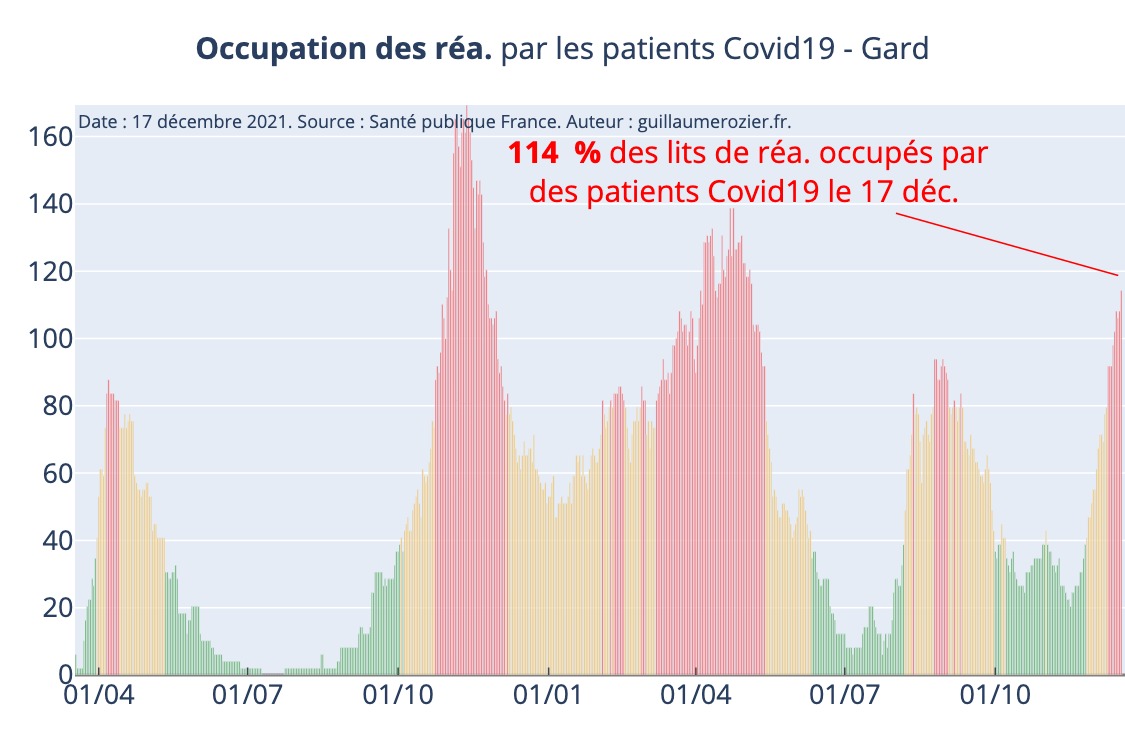 Occupation des réa. par les patients Covid19 - Gard
Date : 17 décembre 2021. Source : Santé publique France. Auteur : guillaumerozier.fr.
114 % des lits de réa. occupés par
des patients Covid19 le 17 déc.
160
140
120
100
80
60
40
20
0
01/04 01/07 01/10 01/01 01/04 01/07 01/10